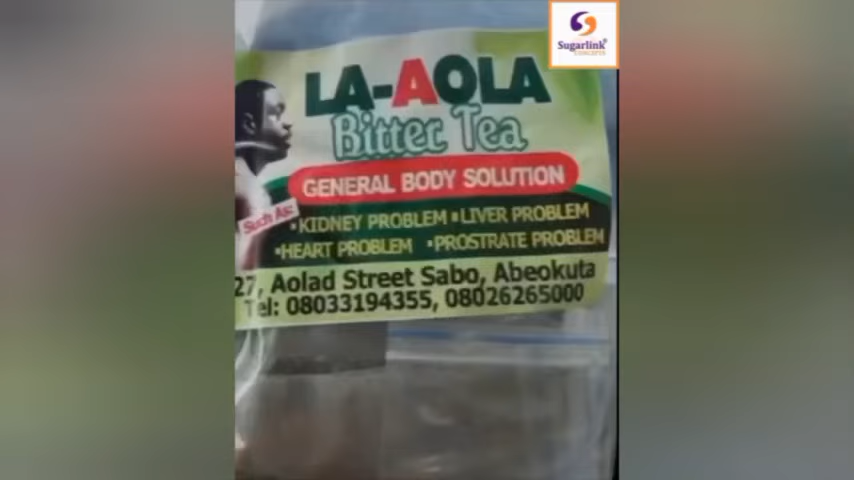 Sugarlink
CONCEPTS
LA-AOLA
Bitter Tea
GENERAL BODY SOLUTION
Such As:
•KIDNEY PROBLEM •LIVER PROBLEM
•HEART PROBLEM •PROSTRATE PROBLEM
27, Aolad Street Sabo, Abeokuta
Tel: 08033194355, 08026265000